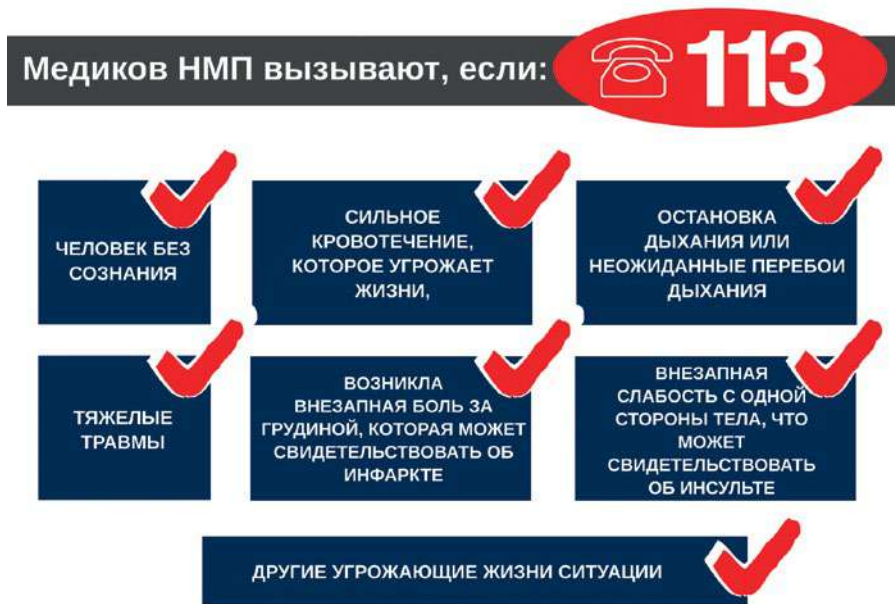 Медиков НМП вызывают, если:
113
ЧЕЛОВЕК БЕЗ
СОЗНАНИЯ
СИЛЬНОЕ
КРОВОТЕЧЕНИЕ,
КОТОРОЕ УГРОЖАЕТ
ЖИЗНИ,
ОСТАНОВКА
ДЫХАНИЯ ИЛИ
НЕОЖИДАННЫЕ ПЕРЕБОИ
ДЫХАНИЯ
ТЯЖЕЛЫЕ
ТРАВМЫ
ВОЗНИКЛА
ВНЕЗАПНАЯ БОЛЬ ЗА
ГРУДИНОЙ, КОТОРАЯ МОЖЕТ
СВИДЕТЕЛЬСТВОВАТЬ ОБ
ИНФАРКТЕ
ВНЕЗАПНАЯ
СЛАБОСТЬ С ОДНОЙ
СТОРОНЫ ТЕЛА, ЧТО
МОЖЕТ
СВИДЕТЕЛЬСТВОВАТЬ
ОБ ИНСУЛЬТЕ
ДРУГИЕ УГРОЖАЮЩИЕ ЖИЗНИ СИТУАЦИИ